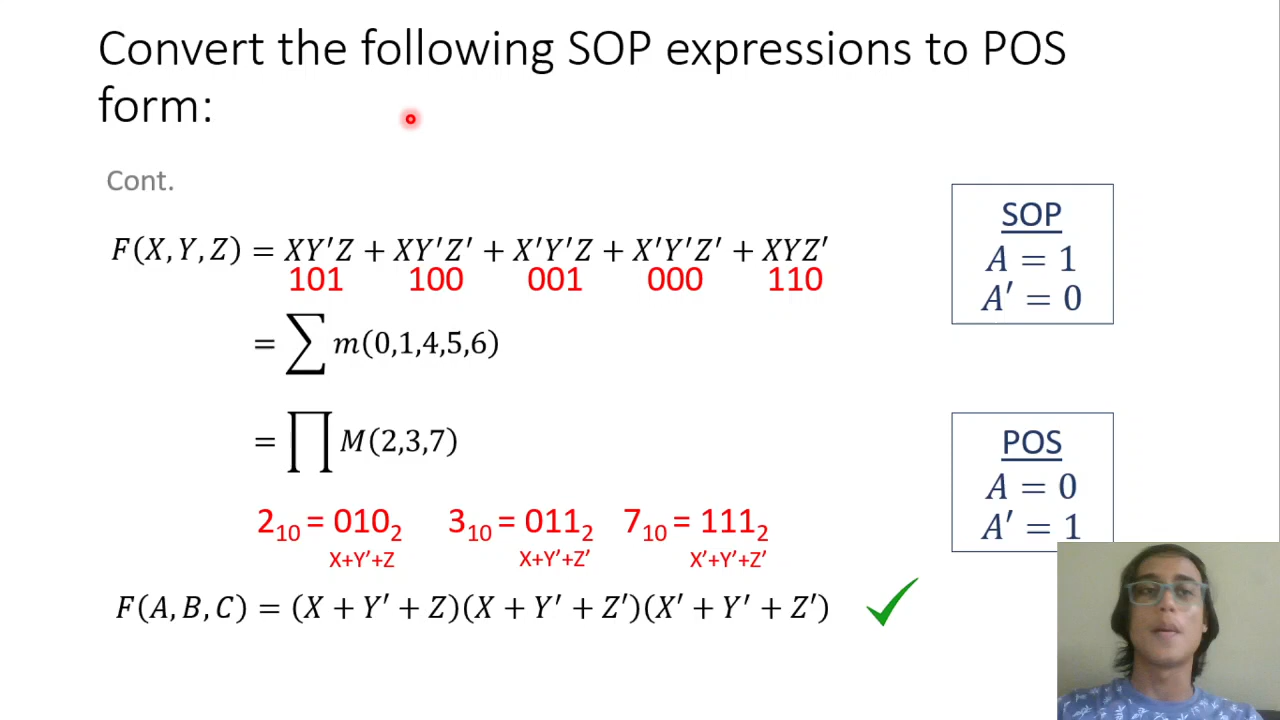 Convert the following SOP expressions to POS
form:
Cont.
F(X, Y, Z) = XY′Z + XY′Z′ + X′Y′Z + X′Y′Z′ + XYZ′
101 100 001 000 110
= ∑ m(0,1,4,5,6)
= ∏ M(2,3,7)
2₁₀ = 010₂ 3₁₀ = 011₂ 7₁₀ = 111₂
X+Y'+Z X+Y'+Z' X'+Y'+Z'
F(A, B, C) = (X + Y′ + Z)(X + Y′ + Z′)(X′ + Y′ + Z′)
SOP
A = 1
A′ = 0
POS
A = 0
A′ = 1